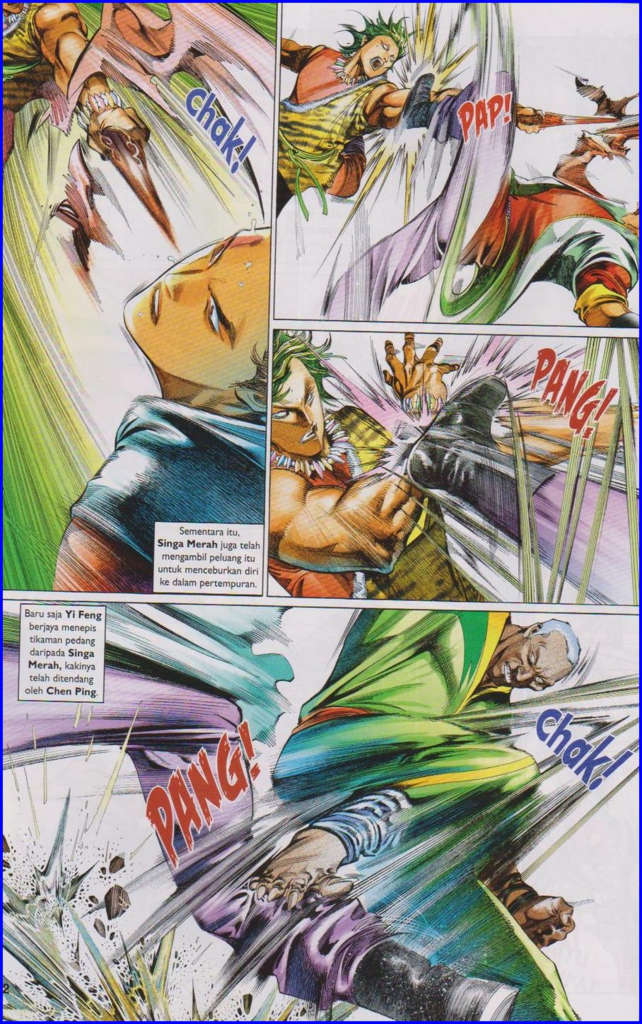 Chak!
PAP!
PANG!
Sementara itu,
Singa Merah juga telah
mengambil peluang itu
untuk menceburkan diri
ke dalam pertempuran.
Baru saja Yi Feng
berjaya menepis
tikaman pedang
daripada Singa
Merah, kakinya
telah ditendang
oleh Chen Ping.
PANG!
Chak!
2